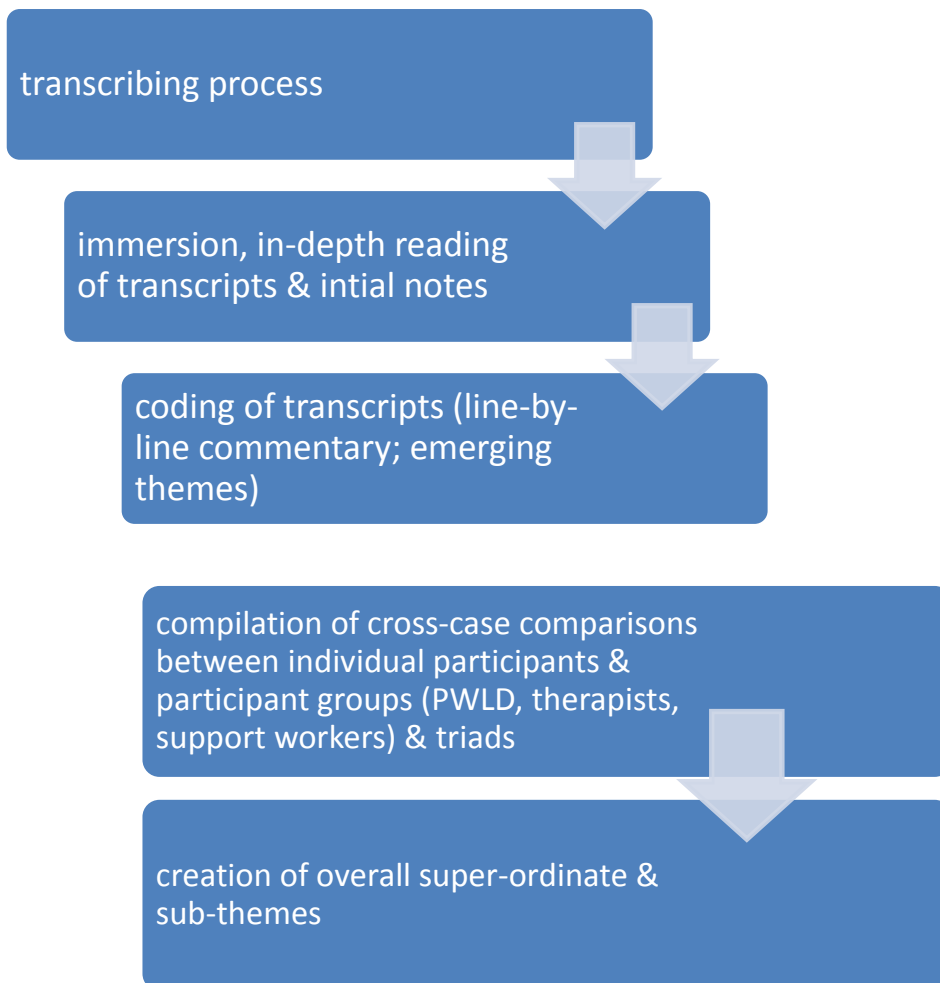 transcribing process
immersion, in-depth reading
of transcripts & intial notes
coding of transcripts (line-by-
line commentary; emerging
themes)
compilation of cross-case comparisons
between individual participants &
participant groups (PWLD, therapists,
support workers) & triads
creation of overall super-ordinate &
sub-themes